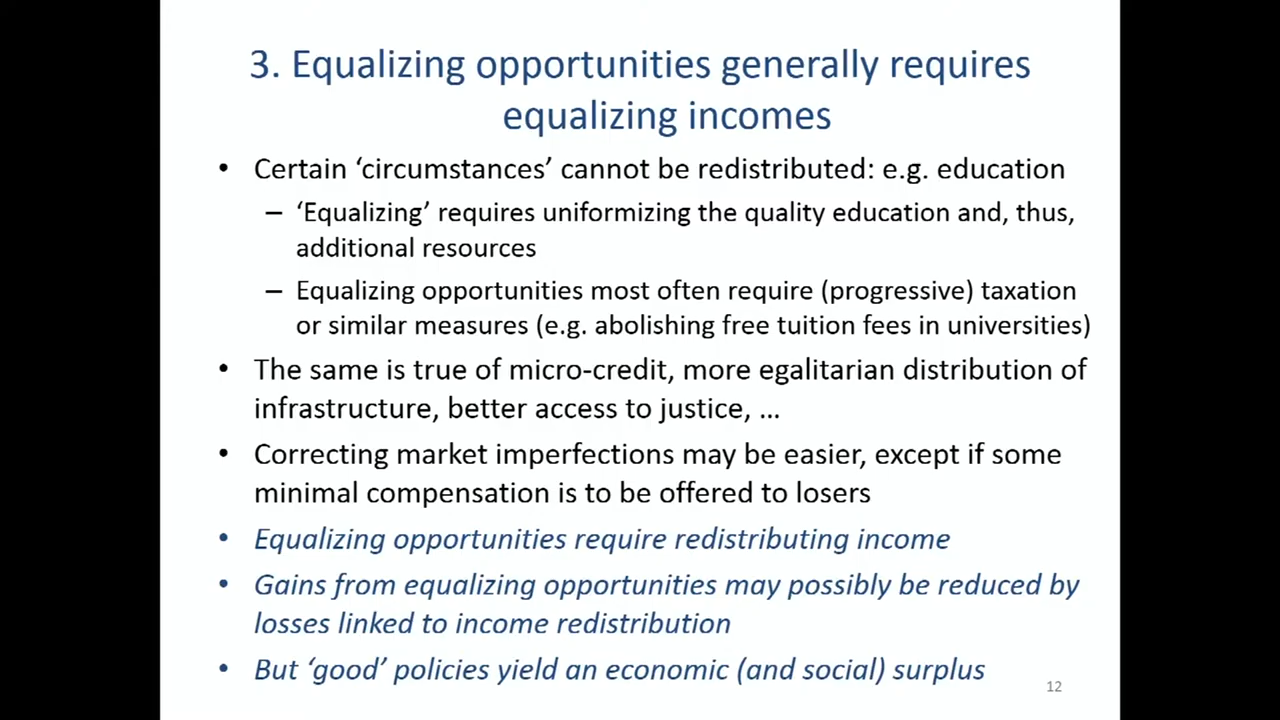 3. Equalizing opportunities generally requires
equalizing incomes
• Certain ‘circumstances’ cannot be redistributed: e.g. education
– ‘Equalizing’ requires uniformizing the quality education and, thus,
additional resources
– Equalizing opportunities most often require (progressive) taxation
or similar measures (e.g. abolishing free tuition fees in universities)
• The same is true of micro-credit, more egalitarian distribution of
infrastructure, better access to justice, …
• Correcting market imperfections may be easier, except if some
minimal compensation is to be offered to losers
• Equalizing opportunities require redistributing income
• Gains from equalizing opportunities may possibly be reduced by
losses linked to income redistribution
• But ‘good’ policies yield an economic (and social) surplus
12